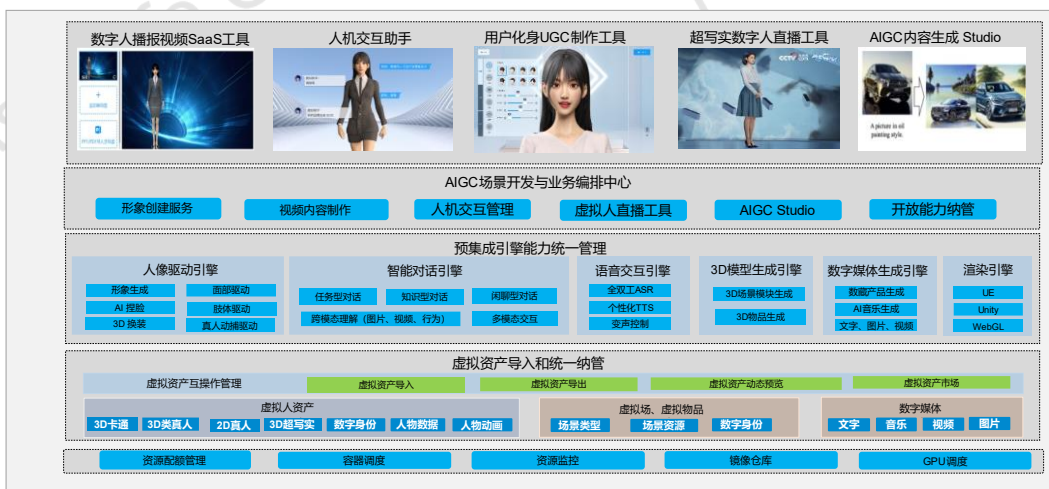 数字人播报视频SaaS工具
人机交互助手
用户化身UGC制作工具
超写实数字人直播工具
AIGC内容生成 Studio
A picture in oil
painting style.
AIGC场景开发与业务编排中心
形象创建服务
视频内容制作
人机交互管理
虚拟人直播工具
AIGC Studio
开放能力纳管
预集成引擎能力统一管理
人像驱动引擎
形象生成
面部驱动
AI 捏脸
肢体驱动
3D 换装
真人动捕驱动
智能对话引擎
任务型对话
知识型对话
闲聊型对话
跨模态理解（图片、视频、行为）
多模态交互
语音交互引擎
全双工ASR
个性化TTS
变声控制
3D模型生成引擎
3D场景模块生成
3D物品生成
数字媒体生成引擎
数藏产品生成
AI音乐生成
文字、图片、视频
渲染引擎
UE
Unity
WebGL
虚拟资产导入和统一纳管
虚拟资产互操作管理
虚拟资产导入
虚拟资产导出
虚拟资产动态预览
虚拟资产市场
虚拟人资产
3D卡通
3D类真人
2D真人
3D超写实
数字身份
人物数据
人物动画
虚拟场、虚拟物品
场景类型
场景资源
数字身份
数字媒体
文字
音乐
视频
图片
资源配额管理
容器调度
资源监控
镜像仓库
GPU调度